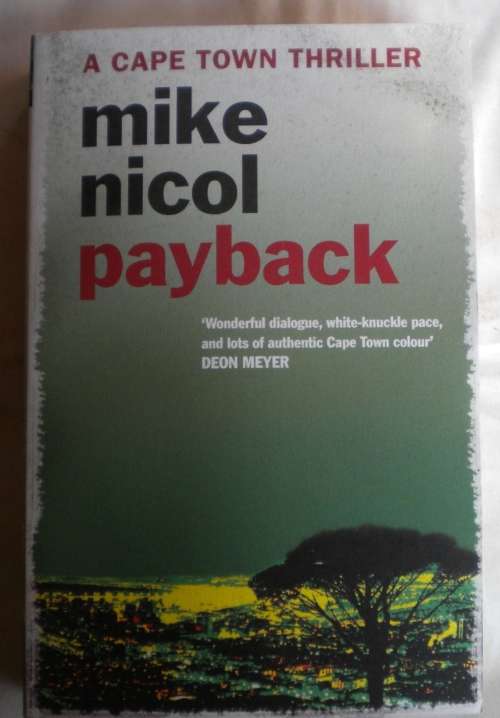 A CAPE TOWN THRILLER
mike
nicol
payback
'Wonderful dialogue, white-knuckle pace,
and lots of authentic Cape Town colour'
DEON MEYER